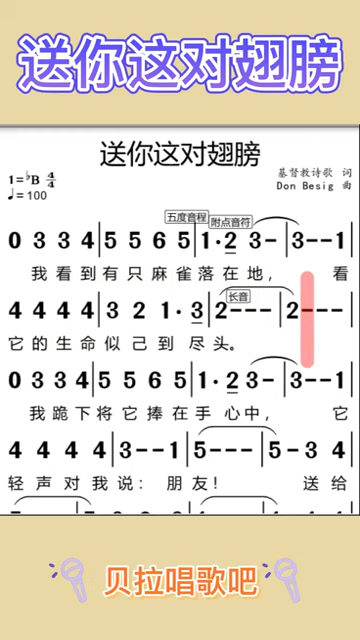 送你这对翅膀
送你这对翅膀
基督教诗歌 词
1=♭B 4/4
Don Besig 曲
♩=100
五度音程 附点音符
0 3 3 4|5 5 6 5|1·2 3-|3--1|
我看到有只麻雀落在地， 看
长音
4 4 4 4|3 2 1·3|2---|2---
它的生命似己到尽头。
0 3 3 4|5 5 6 5|1·2 3-|3--1|
我跪下将它捧在手心中， 它
4 4 4 4|3--1|5---|5-3 4
轻声对我说： 朋友！ 送给
贝拉唱歌吧